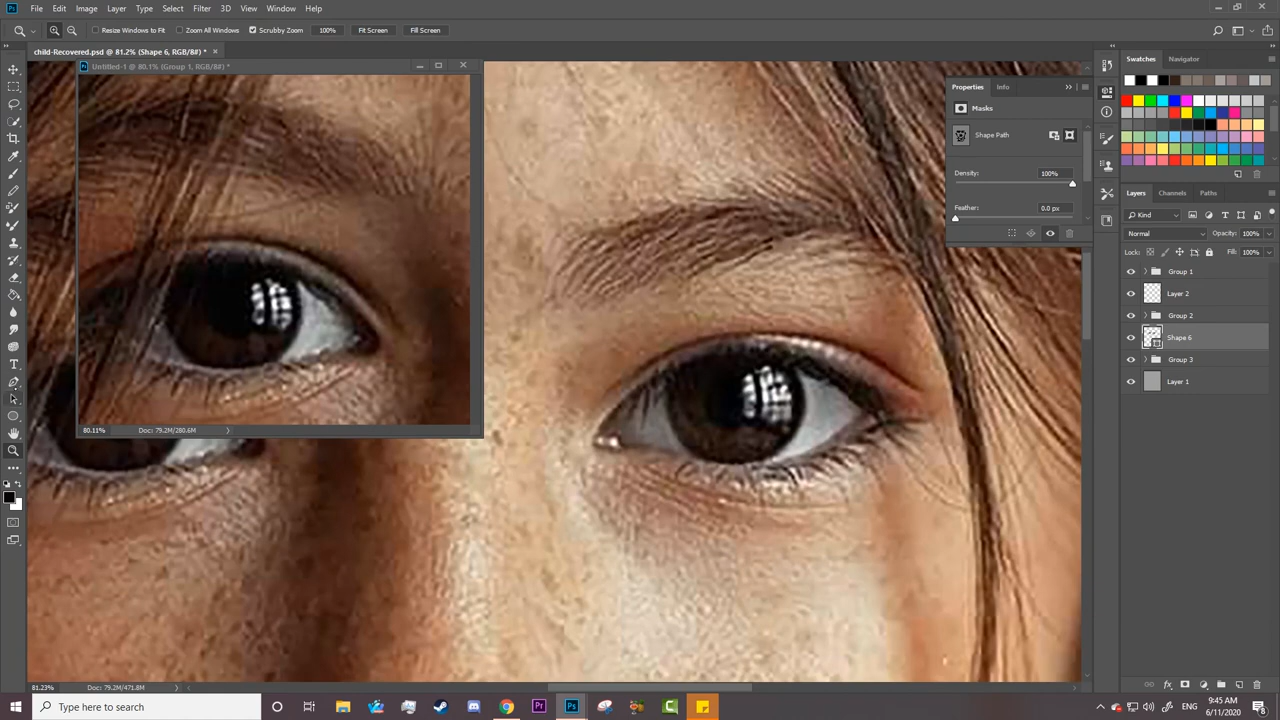 File Edit Image Layer Type Select Filter 3D View Window Help
Resize Windows to Fit Zoom All Windows Scrubby Zoom 100% Fit Screen Fill Screen
child-Recovered.psd @ 81.2% (Shape 6, RGB/8#) *
Untitled-1 @ 80.1% (Group 1, RGB/8#) *
80.11% Doc: 79.2M/280.6M
81.23% Doc: 79.2M/471.8M
Swatches Navigator
Properties Info
Masks
Shape Path
Density: 100%
Feather: 0.0 px
Layers Channels Paths
Kind
Normal Opacity: 100%
Lock: Fill: 100%
Group 1
Layer 2
Group 2
Shape 6
Group 3
Layer 1
Type here to search
ENG
9:45 AM
6/11/2020